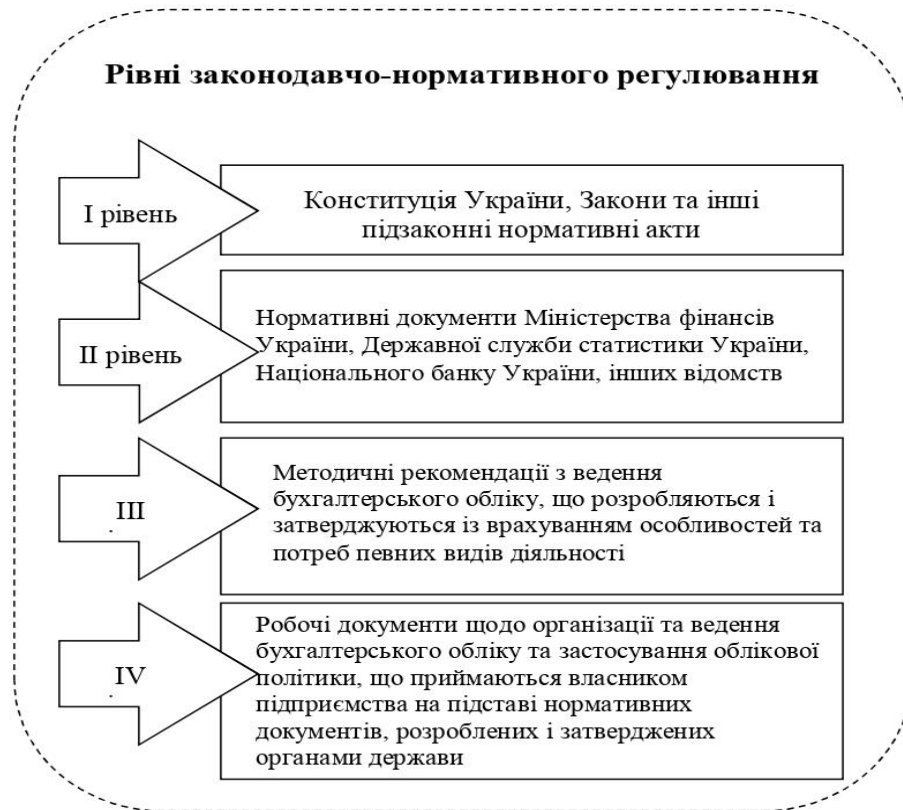 Рівні законодавчо-нормативного регулювання
І рівень
Конституція України, Закони та інші
підзаконні нормативні акти
ІІ рівень
Нормативні документи Міністерства фінансів
України, Державної служби статистики України,
Національного банку України, інших відомств
ІІІ
Методичні рекомендації з ведення
бухгалтерського обліку, що розробляються і
затверджуються із врахуванням особливостей та
потреб певних видів діяльності
IV
Робочі документи щодо організації та ведення
бухгалтерського обліку та застосування облікової
політики, що приймаються власником
підприємства на підставі нормативних
документів, розроблених і затверджених
органами держави